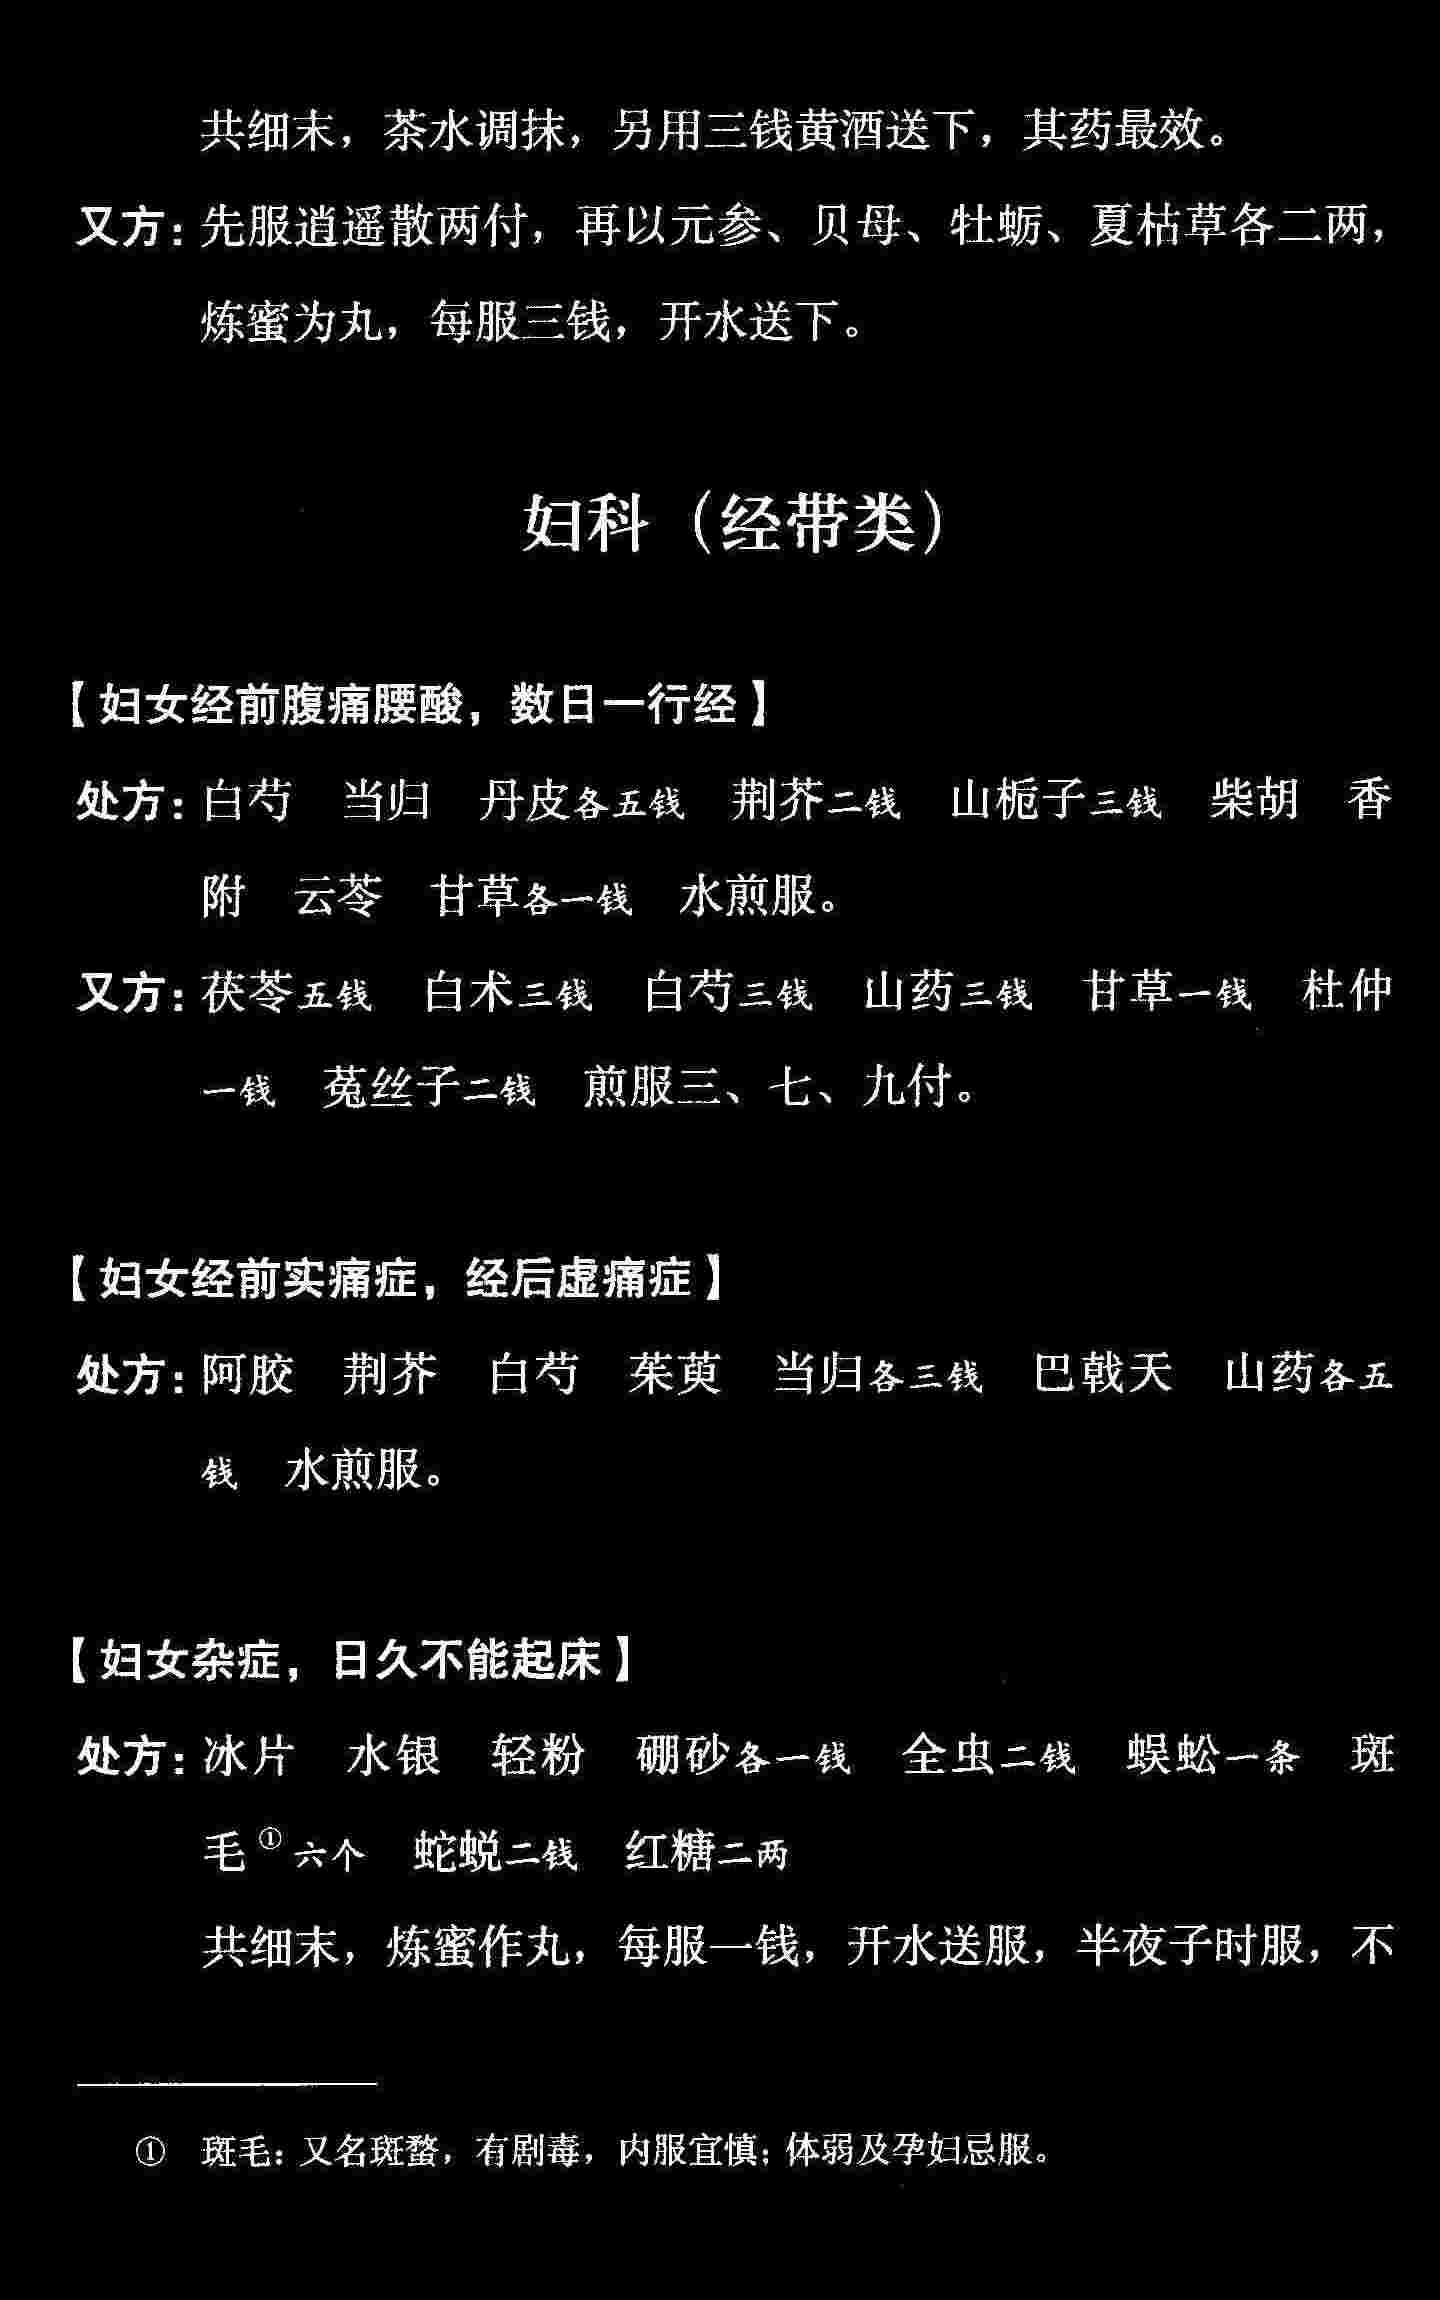 共细末，茶水调抹，另用三钱黄酒送下，其药最效。
又方：先服逍遥散两付，再以元参、贝母、牡蛎、夏枯草各二两，
炼蜜为丸，每服三钱，开水送下。
妇科（经带类）
【妇女经前腹痛腰酸，数日一行经】
处方：白芍 当归 丹皮各五钱 荆芥二钱 山栀子三钱 柴胡 香
附 云苓 甘草各一钱 水煎服。
又方：茯苓五钱 白术三钱 白芍三钱 山药三钱 甘草一钱 杜仲
一钱 菟丝子二钱 煎服三、七、九付。
【妇女经前实痛症，经后虚痛症】
处方：阿胶 荆芥 白芍 茱萸 当归各三钱 巴戟天 山药各五
钱 水煎服。
【妇女杂症，日久不能起床】
处方：冰片 水银 轻粉 硼砂各一钱 全虫二钱 蜈蚣一条 斑
毛①六个 蛇蜕二钱 红糖二两
共细末，炼蜜作丸，每服一钱，开水送服，半夜子时服，不
① 斑毛：又名斑蝥，有剧毒，内服宜慎；体弱及孕妇忌服。